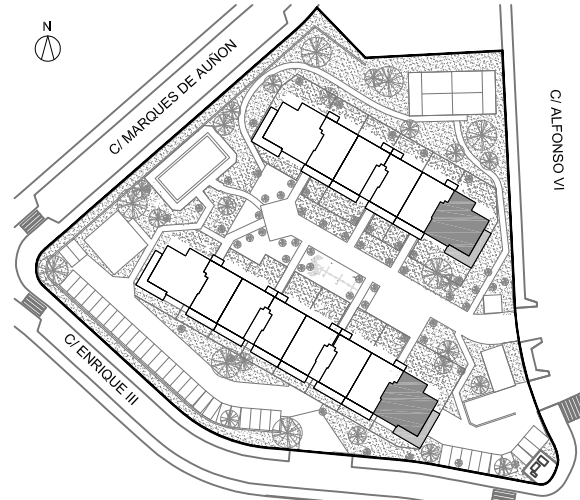 N
C/ MARQUES DE AUÑON
C/ ALFONSO VI
C/ ENRIQUE III